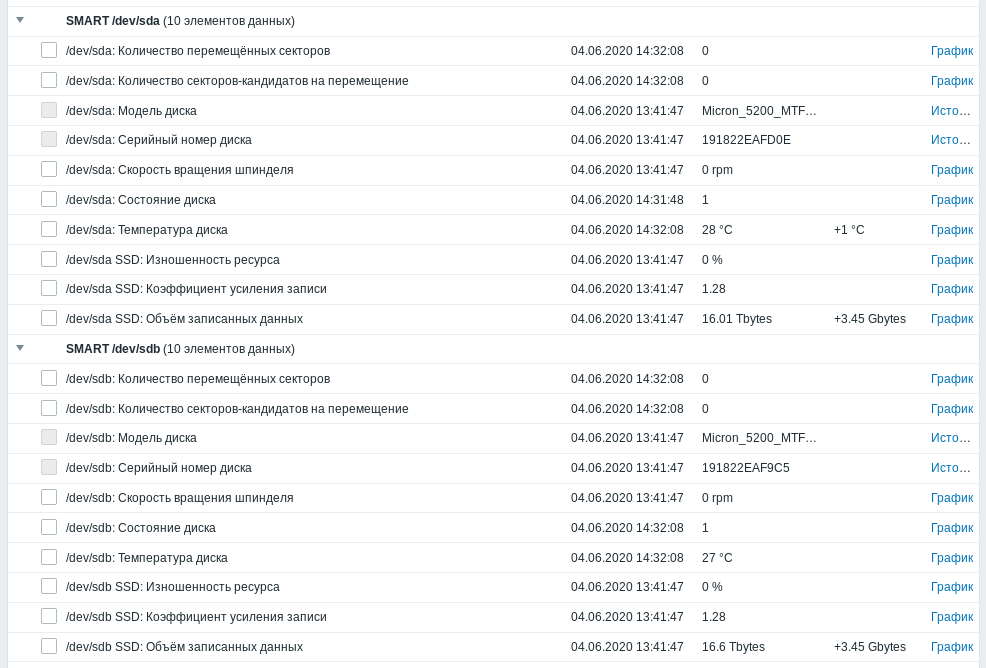 SMART /dev/sda (10 элементов данных)
/dev/sda: Количество перемещённых секторов 04.06.2020 14:32:08 0 График
/dev/sda: Количество секторов-кандидатов на перемещение 04.06.2020 14:32:08 0 График
/dev/sda: Модель диска 04.06.2020 13:41:47 Micron_5200_MTF… Исто…
/dev/sda: Серийный номер диска 04.06.2020 13:41:47 191822EAFD0E Исто…
/dev/sda: Скорость вращения шпинделя 04.06.2020 13:41:47 0 rpm График
/dev/sda: Состояние диска 04.06.2020 14:31:48 1 График
/dev/sda: Температура диска 04.06.2020 14:32:08 28 °C +1 °C График
/dev/sda SSD: Изношенность ресурса 04.06.2020 13:41:47 0 % График
/dev/sda SSD: Коэффициент усиления записи 04.06.2020 13:41:47 1.28 График
/dev/sda SSD: Объём записанных данных 04.06.2020 13:41:47 16.01 Tbytes +3.45 Gbytes График
SMART /dev/sdb (10 элементов данных)
/dev/sdb: Количество перемещённых секторов 04.06.2020 14:32:08 0 График
/dev/sdb: Количество секторов-кандидатов на перемещение 04.06.2020 14:32:08 0 График
/dev/sdb: Модель диска 04.06.2020 13:41:47 Micron_5200_MTF… Исто…
/dev/sdb: Серийный номер диска 04.06.2020 13:41:47 191822EAF9C5 Исто…
/dev/sdb: Скорость вращения шпинделя 04.06.2020 13:41:47 0 rpm График
/dev/sdb: Состояние диска 04.06.2020 14:32:08 1 График
/dev/sdb: Температура диска 04.06.2020 14:32:08 27 °C График
/dev/sdb SSD: Изношенность ресурса 04.06.2020 13:41:47 0 % График
/dev/sdb SSD: Коэффициент усиления записи 04.06.2020 13:41:47 1.28 График
/dev/sdb SSD: Объём записанных данных 04.06.2020 13:41:47 16.6 Tbytes +3.45 Gbytes График